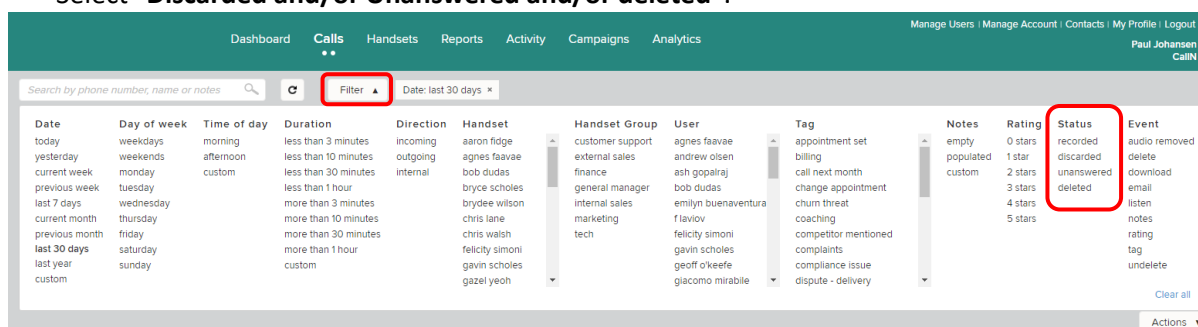 Select "Discarded and/or Unanswered and/or deleted".
Manage Users | Manage Account | Contacts | My Profile | Logout
Dashboard Calls Handsets Reports Activity Campaigns Analytics
Paul Johansen
CallN
Search by phone number, name or notes Filter ▲ Date: last 30 days ×
Date Day of week Time of day Duration Direction Handset Handset Group User Tag Notes Rating Status Event
today weekdays morning less than 3 minutes incoming aaron fidge customer support agnes faavae appointment set empty 0 stars recorded audio removed
yesterday weekends afternoon less than 10 minutes outgoing agnes faavae external sales andrew olsen billing populated 1 star discarded delete
current week monday custom less than 30 minutes internal bob dudas finance ash gopalraj call next month custom 2 stars unanswered download
previous week tuesday less than 1 hour bryce scholes general manager bob dudas change appointment 3 stars deleted email
last 7 days wednesday more than 3 minutes brydee wilson internal sales emilyn buenaventura churn threat 4 stars listen
current month thursday more than 10 minutes chris lane marketing f laviov coaching 5 stars notes
previous month friday more than 30 minutes chris walsh tech felicity simoni competitor mentioned rating
last 30 days saturday more than 1 hour felicity simoni gavin scholes complaints tag
last year sunday custom gavin scholes geoff o'keefe compliance issue undelete
custom gazel yeoh giacomo mirabile dispute - delivery
Clear all
Actions